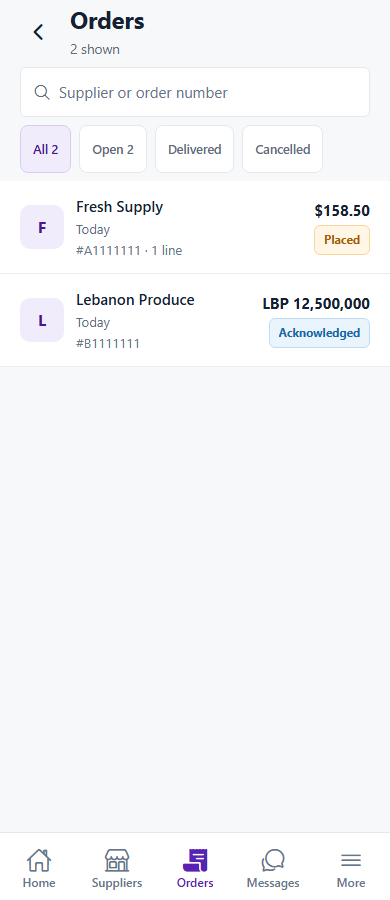 Orders
2 shown
Supplier or order number
All 2
Open 2
Delivered
Cancelled
F
Fresh Supply
$158.50
Today
Placed
#A1111111 · 1 line
L
Lebanon Produce
LBP 12,500,000
Today
Acknowledged
#B1111111
Home
Suppliers
Orders
Messages
More